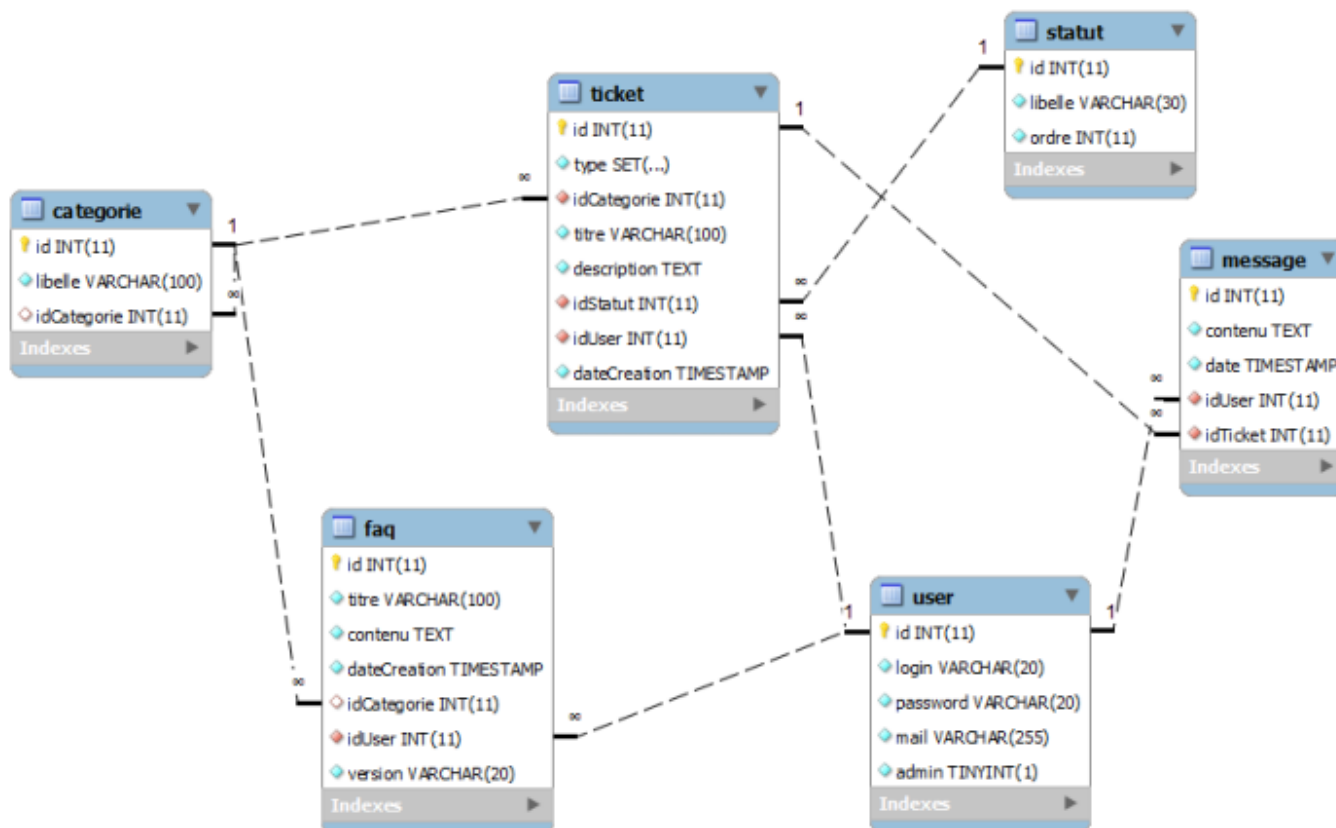 statut
1
id INT(11)
libelle VARCHAR(30)
ordre INT(11)
Indexes
ticket
1
id INT(11)
type SET(...)
∞
idCategorie INT(11)
titre VARCHAR(100)
description TEXT
∞
idStatut INT(11)
∞
idUser INT(11)
dateCreation TIMESTAMP
Indexes
categorie
1
id INT(11)
libelle VARCHAR(100)
∞
idCategorie INT(11)
Indexes
message
id INT(11)
contenu TEXT
date TIMESTAMP
∞
idUser INT(11)
∞
idTicket INT(11)
Indexes
faq
id INT(11)
titre VARCHAR(100)
contenu TEXT
dateCreation TIMESTAMP
∞
idCategorie INT(11)
∞
idUser INT(11)
version VARCHAR(20)
Indexes
user
1
1
id INT(11)
login VARCHAR(20)
password VARCHAR(20)
mail VARCHAR(255)
admin TINYINT(1)
Indexes